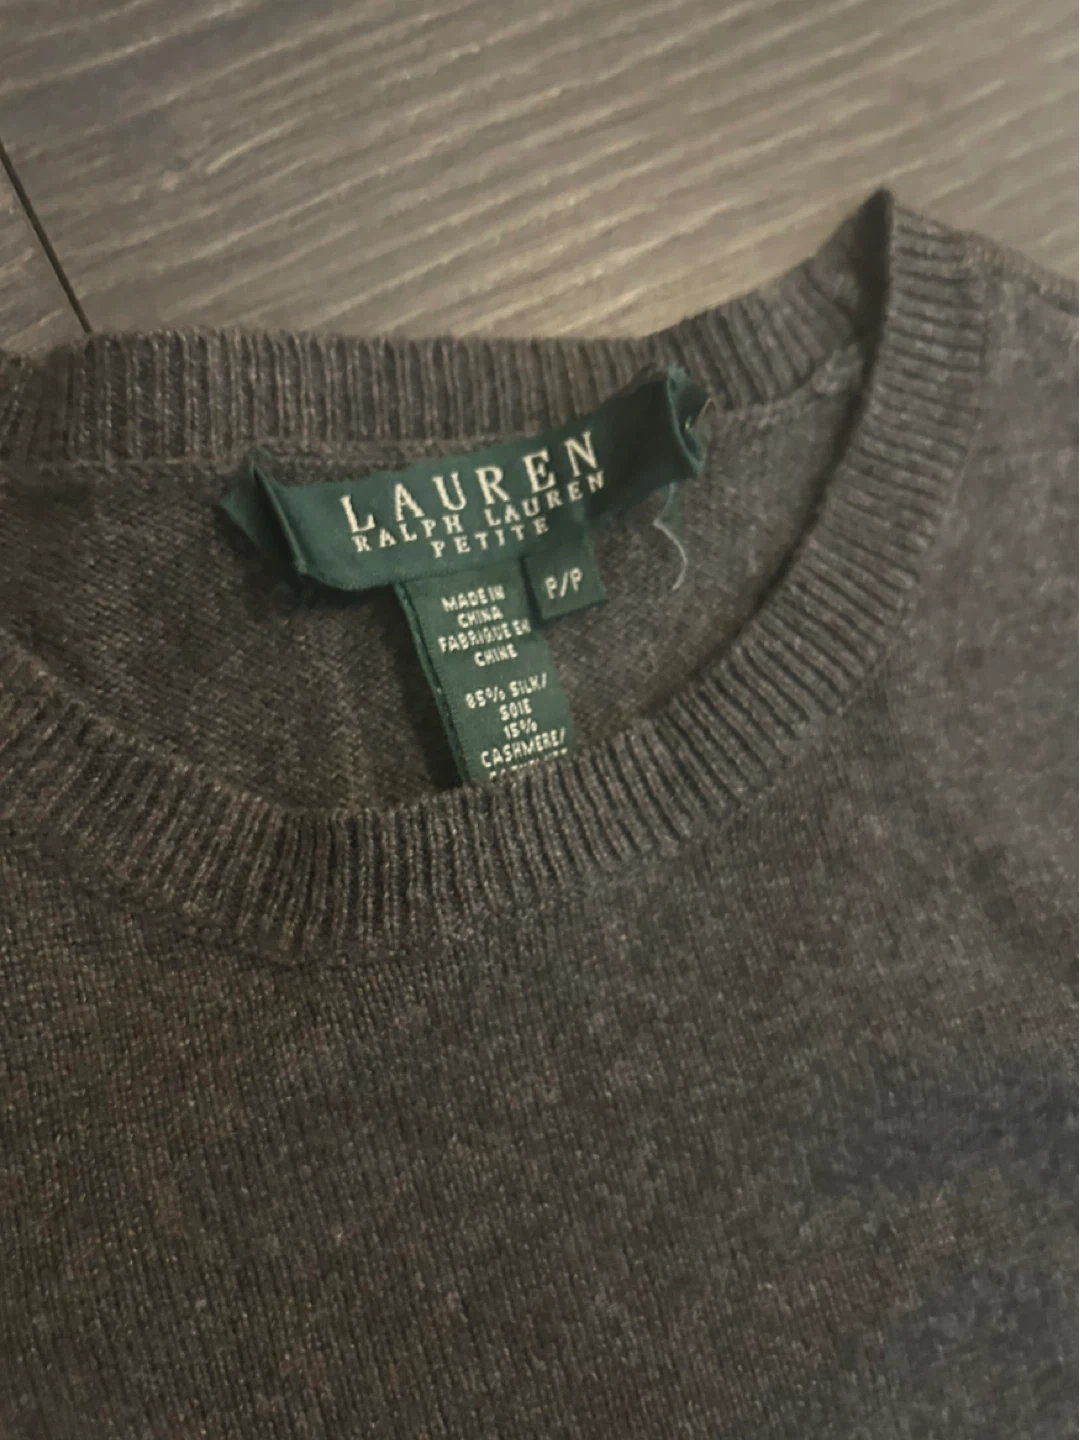 LAUREN
RALPH LAUREN
PETITE
P/P
MADE IN
CHINA
FABRIQUE EN
CHINE
85% SILK/
SOIE
15%
CASHMERE/